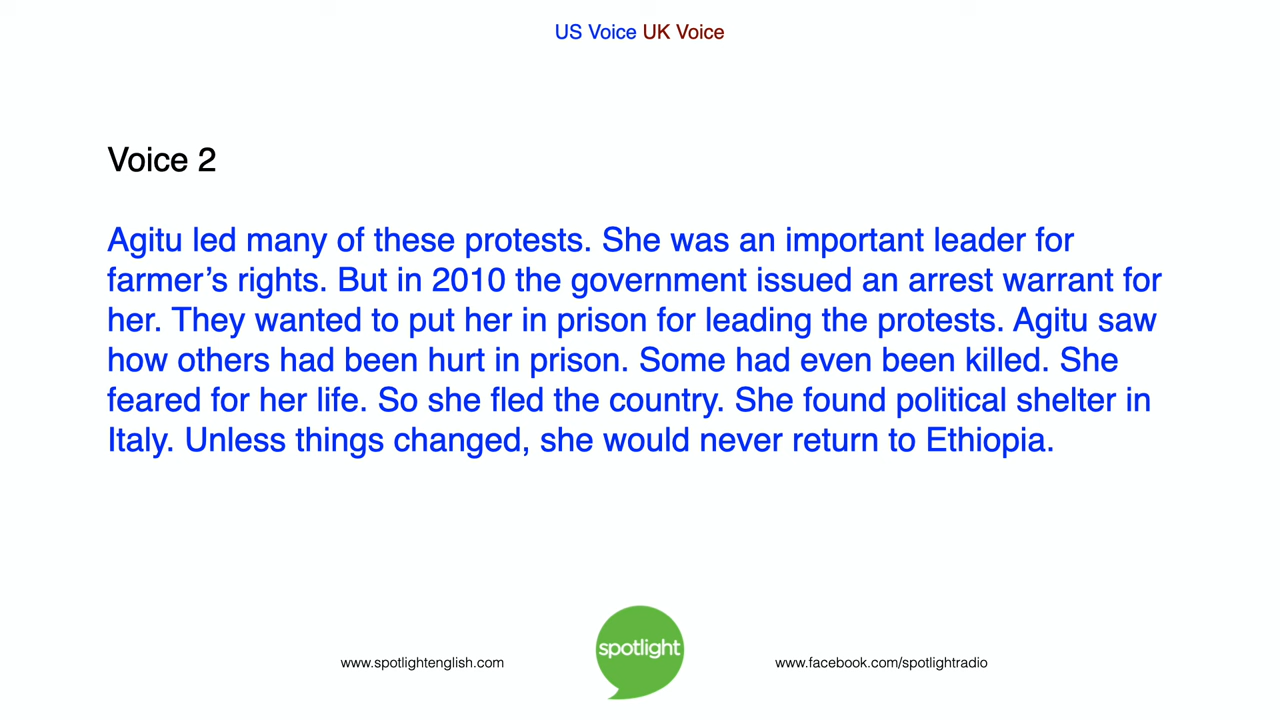 US Voice UK Voice
Voice 2
Agitu led many of these protests. She was an important leader for
farmer’s rights. But in 2010 the government issued an arrest warrant for
her. They wanted to put her in prison for leading the protests. Agitu saw
how others had been hurt in prison. Some had even been killed. She
feared for her life. So she fled the country. She found political shelter in
Italy. Unless things changed, she would never return to Ethiopia.
www.spotlightenglish.com
spotlight
www.facebook.com/spotlightradio